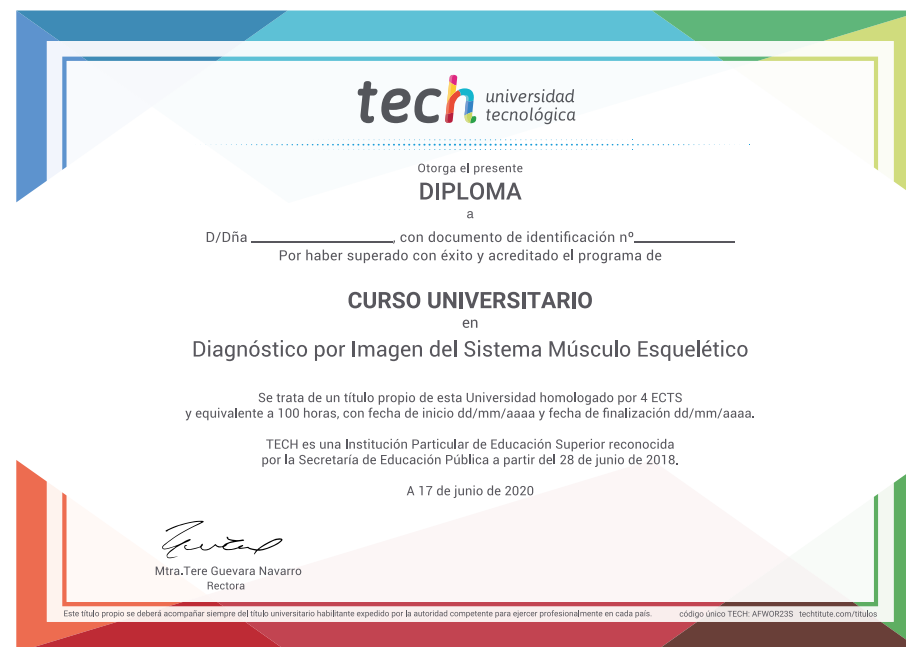 tech universidad
tecnológica
Otorga el presente
DIPLOMA
a
D/Dña ____________, con documento de identificación nº____________
Por haber superado con éxito y acreditado el programa de
CURSO UNIVERSITARIO
en
Diagnóstico por Imagen del Sistema Músculo Esquelético
Se trata de un título propio de esta Universidad homologado por 4 ECTS
y equivalente a 100 horas, con fecha de inicio dd/mm/aaaa y fecha de finalización dd/mm/aaaa.
TECH es una Institución Particular de Educación Superior reconocida
por la Secretaría de Educación Pública a partir del 28 de junio de 2018.
A 17 de junio de 2020
Mtra.Tere Guevara Navarro
Rectora
Este título propio se deberá acompañar siempre del título universitario habilitante expedido por la autoridad competente para ejercer profesionalmente en cada país. código único TECH: AFWOR23S techtitute.com/titulos